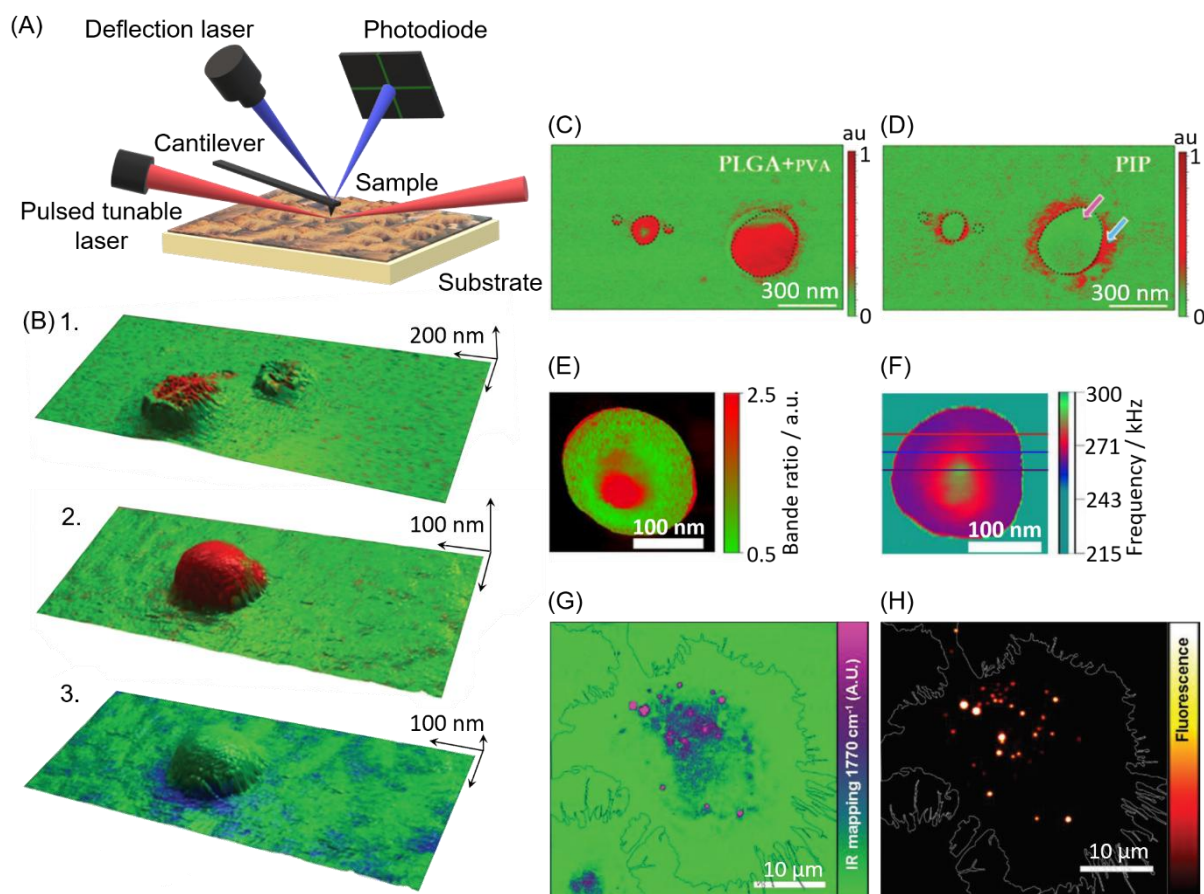 (A)
Deflection laser
Photodiode
Cantilever
Sample
Pulsed tunable
laser
Substrate
(B) 1.
200 nm
2.
100 nm
3.
100 nm
(C)
au
1
PLGA+PVA
300 nm
0
(D)
au
1
PIP
300 nm
0
(E)
2.5
Bande ratio / a.u.
100 nm
0.5
(F)
300
271
243
215
Frequency / kHz
100 nm
(G)
IR mapping 1770 cm⁻¹ (A.U.)
10 µm
(H)
Fluorescence
10 µm